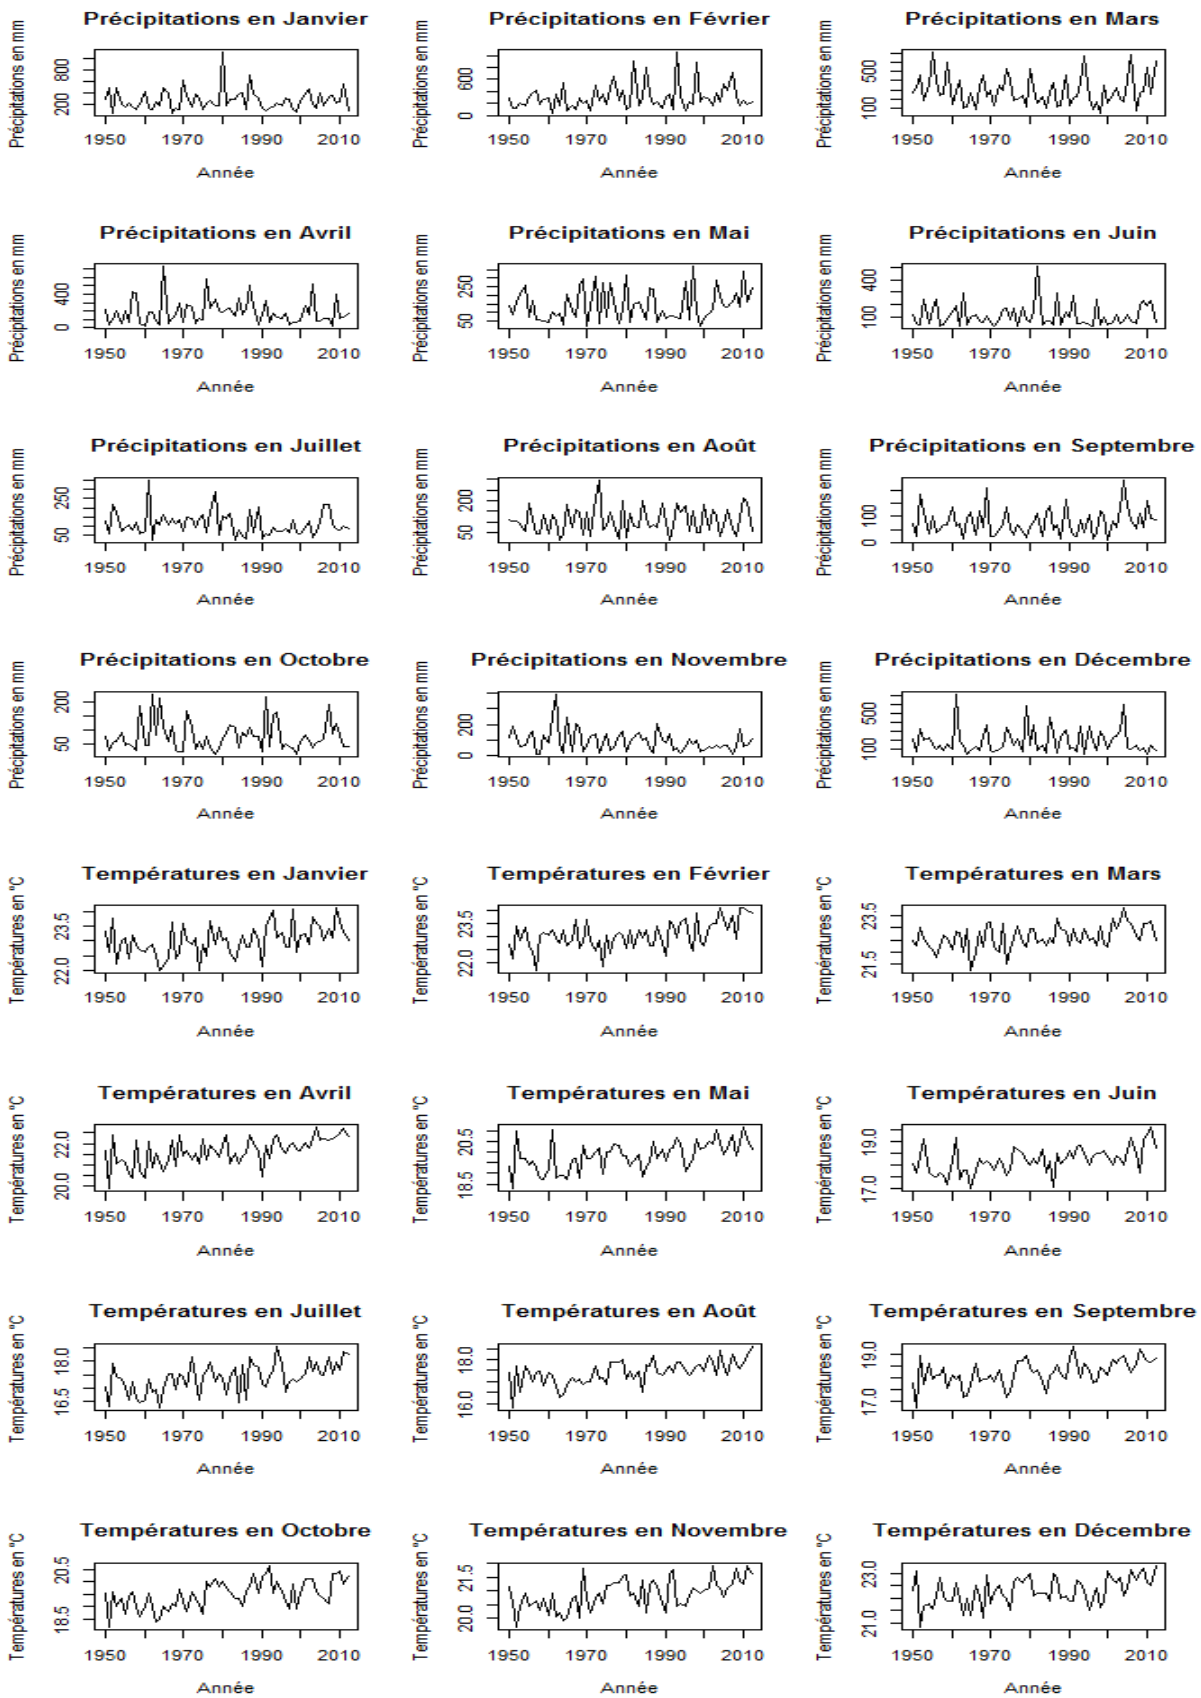 Précipitations en Janvier
Précipitations en mm
200 800
1950 1970 1990 2010
Année
Précipitations en Février
Précipitations en mm
0 600
1950 1970 1990 2010
Année
Précipitations en Mars
Précipitations en mm
100 500
1950 1970 1990 2010
Année
Précipitations en Avril
Précipitations en mm
0 400
1950 1970 1990 2010
Année
Précipitations en Mai
Précipitations en mm
50 250
1950 1970 1990 2010
Année
Précipitations en Juin
Précipitations en mm
100 400
1950 1970 1990 2010
Année
Précipitations en Juillet
Précipitations en mm
50 250
1950 1970 1990 2010
Année
Précipitations en Août
Précipitations en mm
50 200
1950 1970 1990 2010
Année
Précipitations en Septembre
Précipitations en mm
0 100
1950 1970 1990 2010
Année
Précipitations en Octobre
Précipitations en mm
50 200
1950 1970 1990 2010
Année
Précipitations en Novembre
Précipitations en mm
0 200
1950 1970 1990 2010
Année
Précipitations en Décembre
Précipitations en mm
100 500
1950 1970 1990 2010
Année
Températures en Janvier
Températures en °C
22.0 23.5
1950 1970 1990 2010
Année
Températures en Février
Températures en °C
22.0 23.5
1950 1970 1990 2010
Année
Températures en Mars
Températures en °C
21.5 23.5
1950 1970 1990 2010
Année
Températures en Avril
Températures en °C
20.0 22.0
1950 1970 1990 2010
Année
Températures en Mai
Températures en °C
18.5 20.5
1950 1970 1990 2010
Année
Températures en Juin
Températures en °C
17.0 19.0
1950 1970 1990 2010
Année
Températures en Juillet
Températures en °C
16.5 18.0
1950 1970 1990 2010
Année
Températures en Août
Températures en °C
16.0 18.0
1950 1970 1990 2010
Année
Températures en Septembre
Températures en °C
17.0 19.0
1950 1970 1990 2010
Année
Températures en Octobre
Températures en °C
18.5 20.5
1950 1970 1990 2010
Année
Températures en Novembre
Températures en °C
20.0 21.5
1950 1970 1990 2010
Année
Températures en Décembre
Températures en °C
21.0 23.0
1950 1970 1990 2010
Année